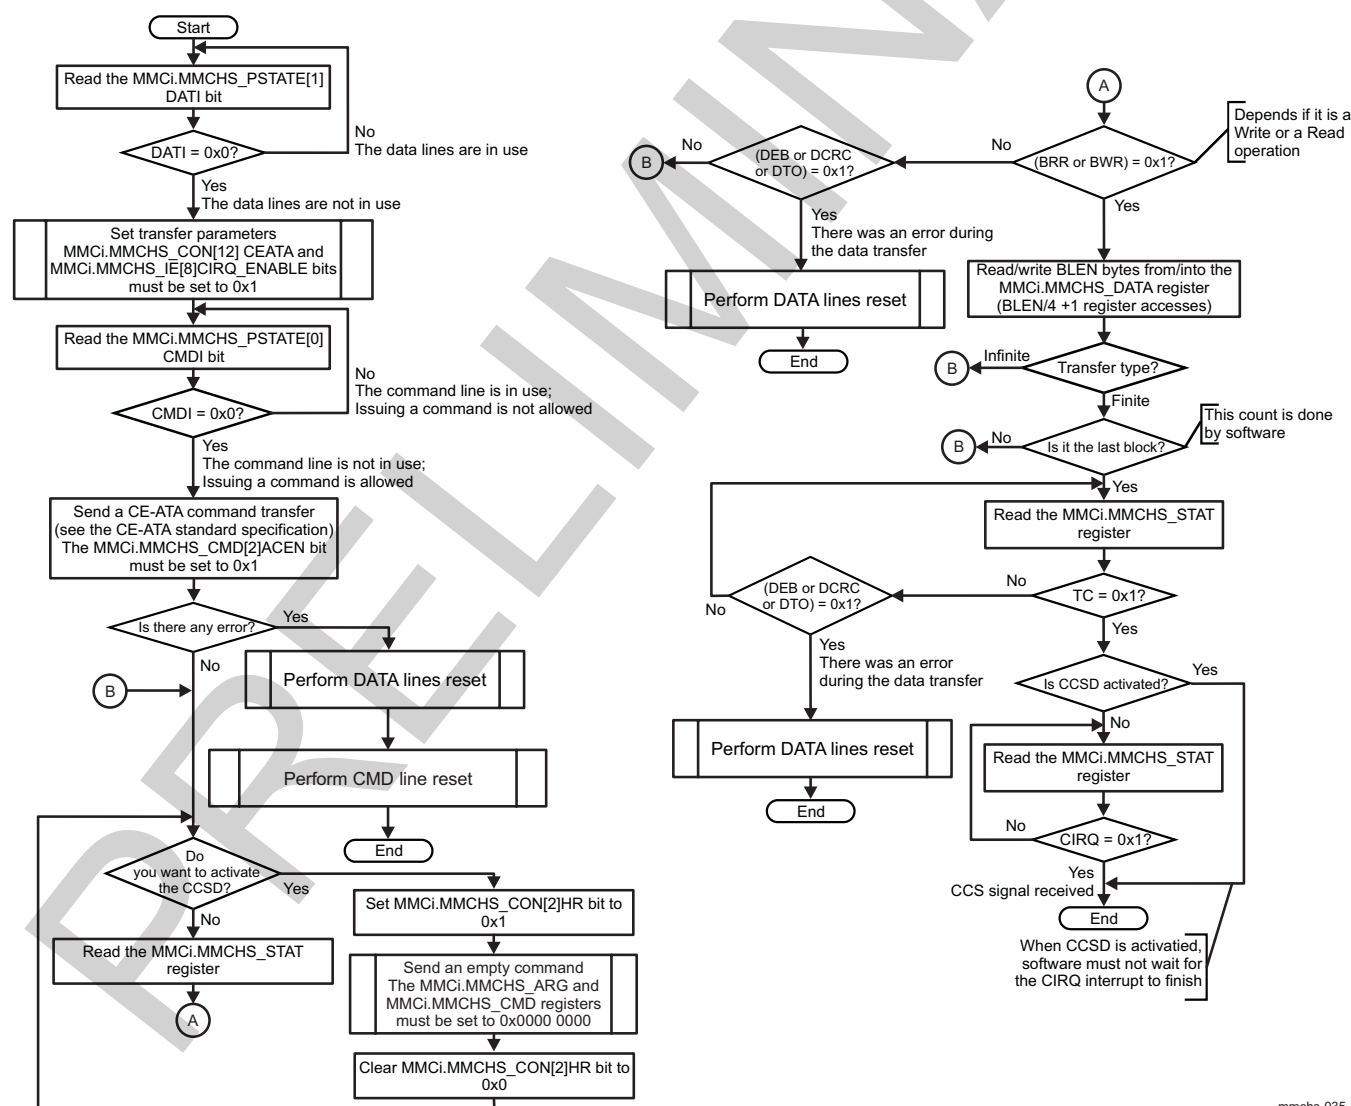 Start
Read the MMCi.MMCHS_PSTATE[1]
DATI bit
DATI = 0x0?
No
The data lines are in use
Yes
The data lines are not in use
Set transfer parameters
MMCi.MMCHS_CON[12] CEATA and
MMCi.MMCHS_IE[8]CIRQ_ENABLE bits
must be set to 0x1
Read the MMCi.MMCHS_PSTATE[0]
CMDI bit
CMDI = 0x0?
No
The command line is in use;
Issuing a command is not allowed
Yes
The command line is not in use;
Issuing a command is allowed
Send a CE-ATA command transfer
(see the CE-ATA standard specification)
The MMCi.MMCHS_CMD[2]ACEN bit
must be set to 0x1
Is there any error?
Yes
No
B
Perform DATA lines reset
Perform CMD line reset
End
Do
you want to activate
the CCSD?
Yes
No
Read the MMCi.MMCHS_STAT
register
A
Set MMCi.MMCHS_CON[2]HR bit to
0x1
Send an empty command
The MMCi.MMCHS_ARG and
MMCi.MMCHS_CMD registers
must be set to 0x0000 0000
Clear MMCi.MMCHS_CON[2]HR bit to
0x0
A
(BRR or BWR) = 0x1?
Depends if it is a
Write or a Read
operation
No
(DEB or DCRC
or DTO) = 0x1?
No
B
Yes
There was an error during
the data transfer
Perform DATA lines reset
End
Yes
Read/write BLEN bytes from/into the
MMCi.MMCHS_DATA register
(BLEN/4 +1 register accesses)
Transfer type?
Infinite
B
Finite
Is it the last block?
This count is done
by software
No
B
Yes
Read the MMCi.MMCHS_STAT
register
TC = 0x1?
No
(DEB or DCRC
or DTO) = 0x1?
No
Yes
There was an error
during the data transfer
Perform DATA lines reset
End
Yes
Is CCSD activated?
Yes
No
Read the MMCi.MMCHS_STAT
register
CIRQ = 0x1?
No
Yes
CCS signal received
End
When CCSD is activatied,
software must not wait for
the CIRQ interrupt to finish
mmchs-035
PRELIMINA